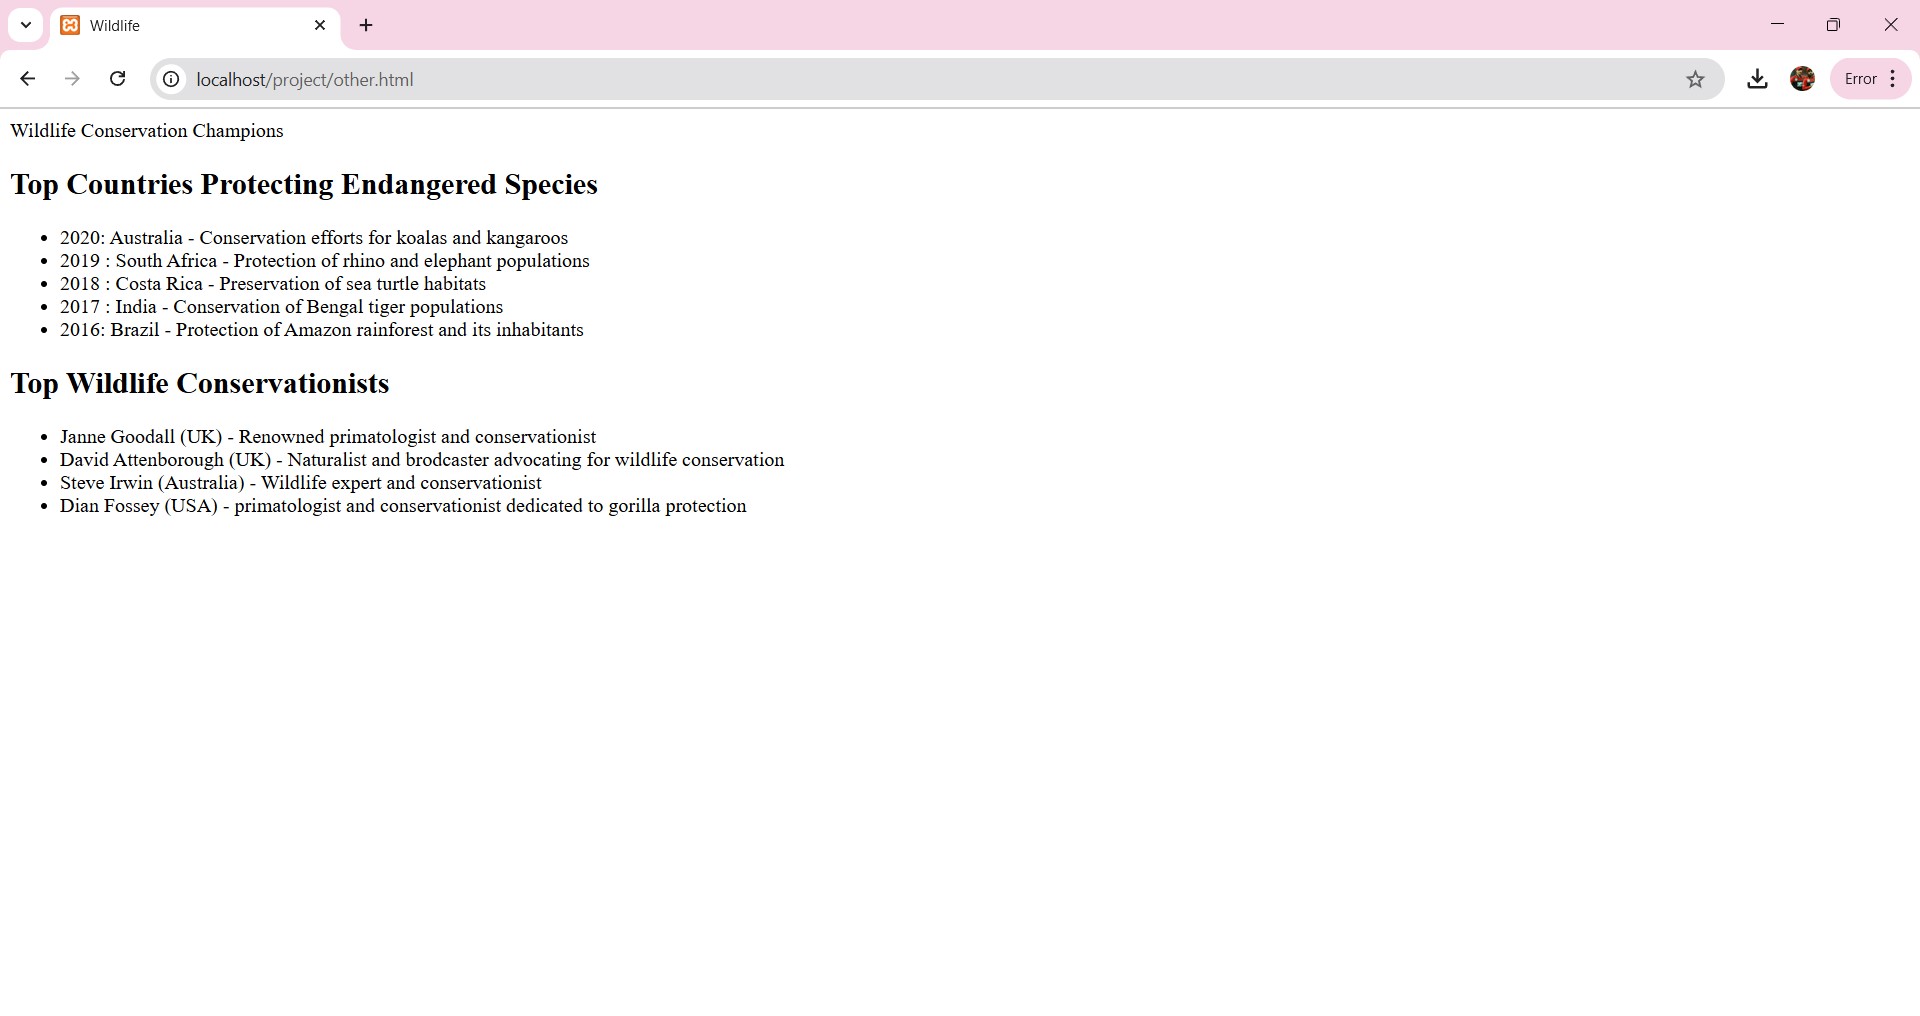 Wildlife
localhost/project/other.html
Error
Wildlife Conservation Champions
Top Countries Protecting Endangered Species
2020: Australia - Conservation efforts for koalas and kangaroos
2019 : South Africa - Protection of rhino and elephant populations
2018 : Costa Rica - Preservation of sea turtle habitats
2017 : India - Conservation of Bengal tiger populations
2016: Brazil - Protection of Amazon rainforest and its inhabitants
Top Wildlife Conservationists
Janne Goodall (UK) - Renowned primatologist and conservationist
David Attenborough (UK) - Naturalist and brodcaster advocating for wildlife conservation
Steve Irwin (Australia) - Wildlife expert and conservationist
Dian Fossey (USA) - primatologist and conservationist dedicated to gorilla protection